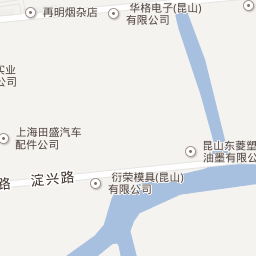 再明烟杂店
华格电子(昆山)
有限公司
实业
公司
上海田盛汽车
配件公司
昆山东菱塑
油墨有限公
淀兴路
路
衍荣模具(昆山)
有限公司